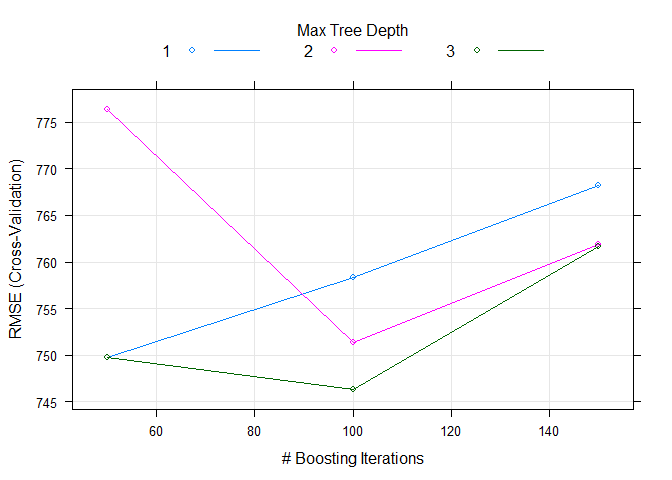 Max Tree Depth
1 2 3
RMSE (Cross-Validation)
775
770
765
760
755
750
745
60 80 100 120 140
# Boosting Iterations